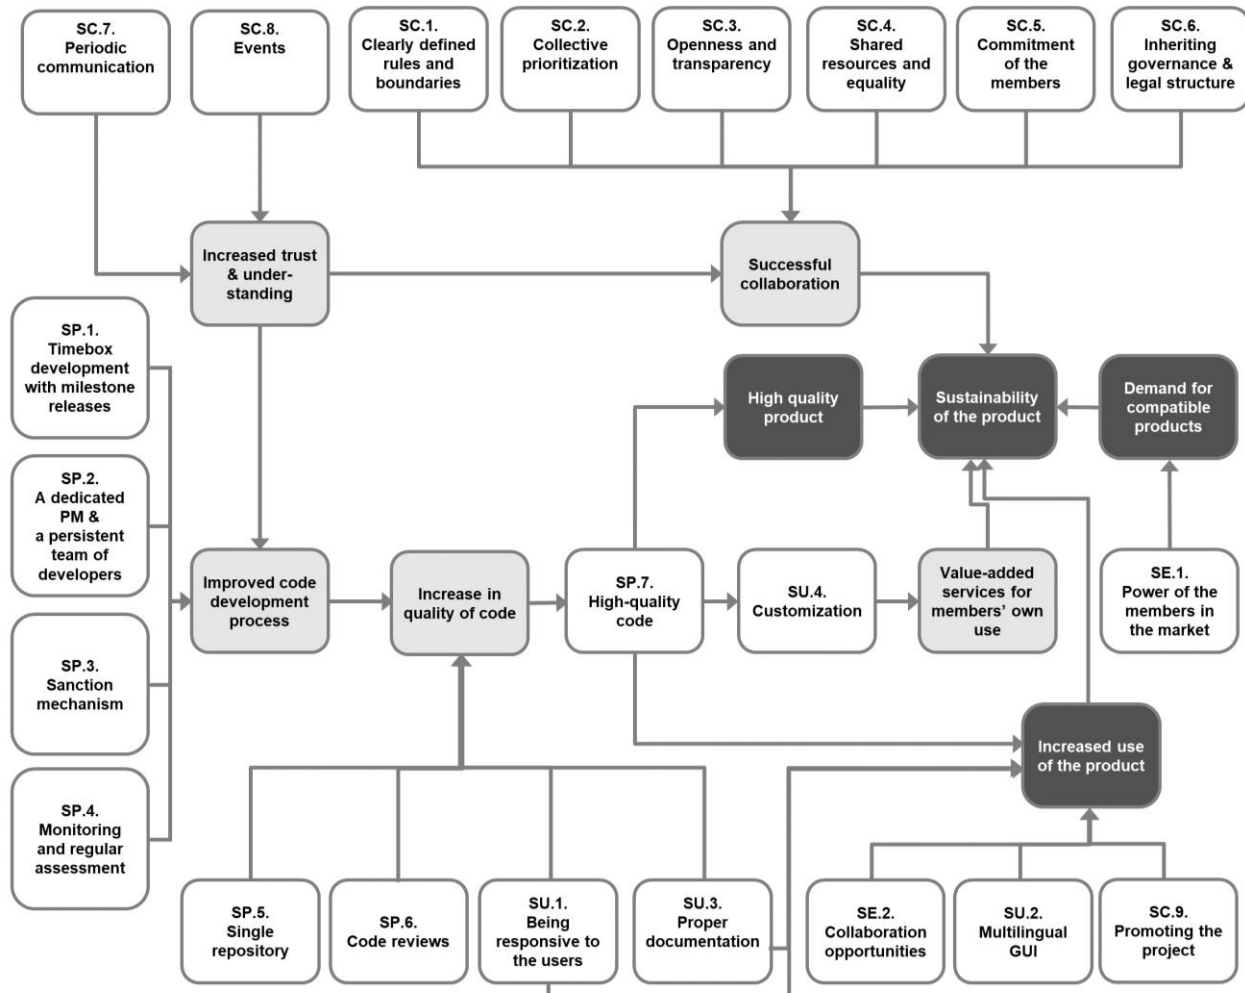 SC.7.
Periodic
communication
SC.8.
Events
SC.1.
Clearly defined
rules and
boundaries
SC.2.
Collective
prioritization
SC.3.
Openness and
transparency
SC.4.
Shared
resources and
equality
SC.5.
Commitment
of the
members
SC.6.
Inheriting
governance &
legal structure
Increased trust
& under-
standing
Successful
collaboration
SP.1.
Timebox
development
with milestone
releases
High quality
product
Sustainability
of the product
Demand for
compatible
products
SP.2.
A dedicated
PM &
a persistent
team of
developers
Improved code
development
process
Increase in
quality of code
SP.7.
High-quality
code
SU.4.
Customization
Value-added
services for
members’ own
use
SE.1.
Power of the
members in
the market
SP.3.
Sanction
mechanism
Increased use
of the product
SP.4.
Monitoring
and regular
assessment
SP.5.
Single
repository
SP.6.
Code reviews
SU.1.
Being
responsive to
the users
SU.3.
Proper
documentation
SE.2.
Collaboration
opportunities
SU.2.
Multilingual
GUI
SC.9.
Promoting the
project